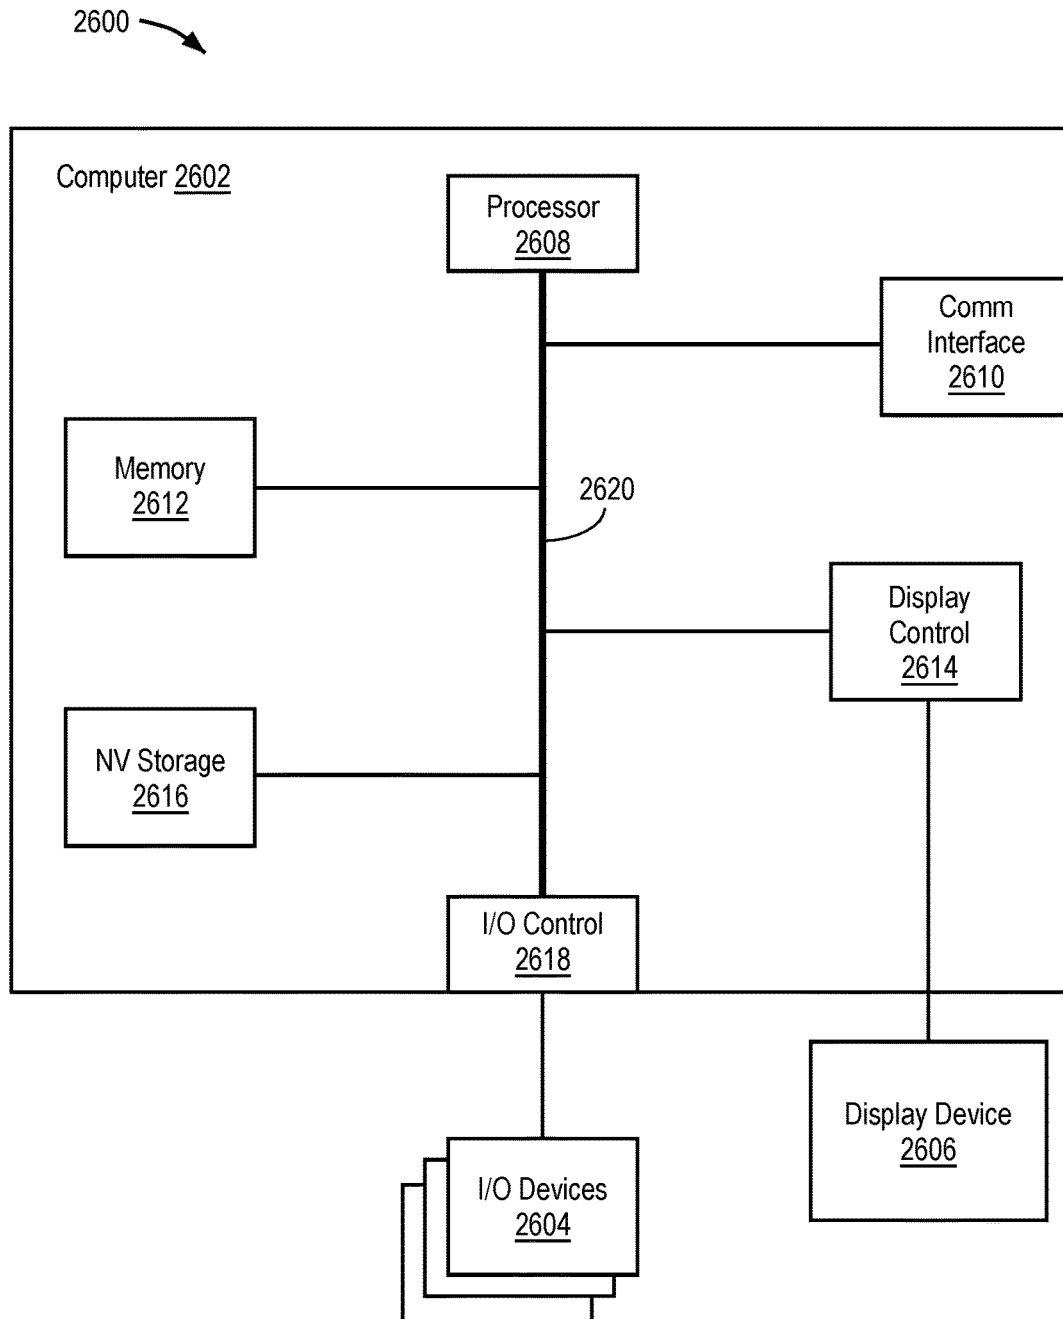 2600
Computer 2602
Processor
2608
Comm
Interface
2610
Memory
2612
2620
Display
Control
2614
NV Storage
2616
I/O Control
2618
Display Device
2606
I/O Devices
2604